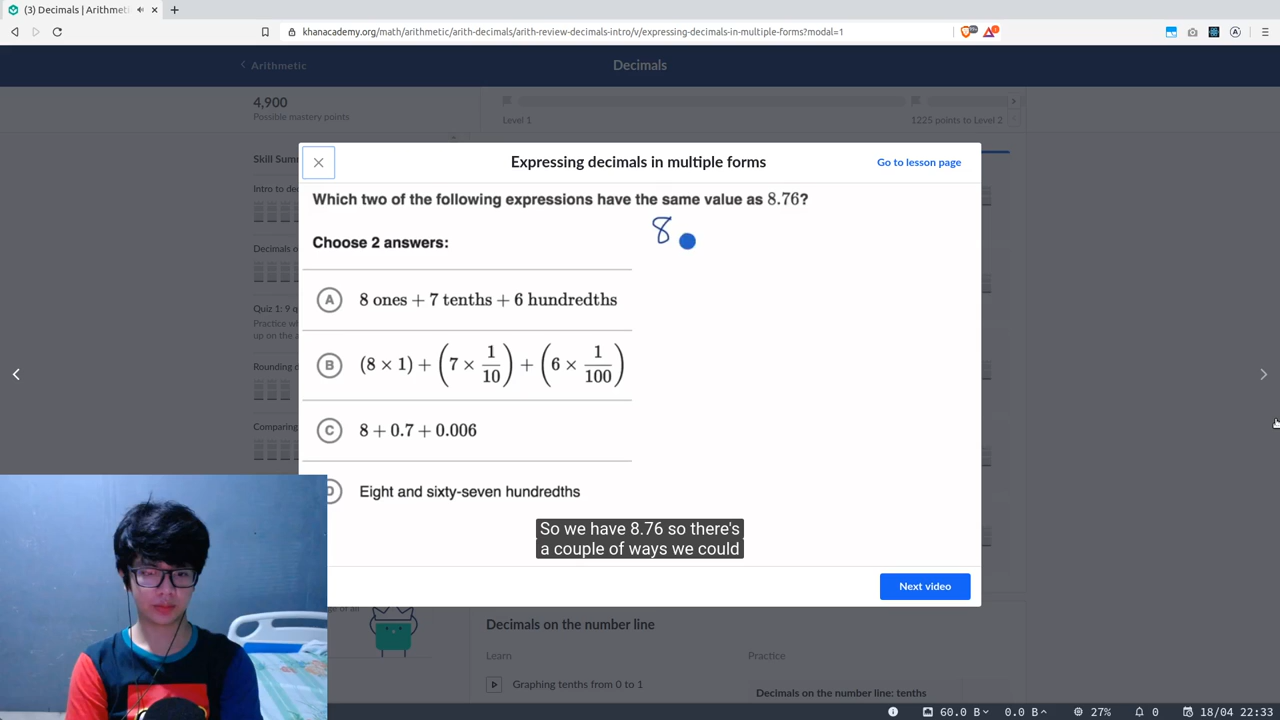 (3) Decimals | Arithmeti
khanacademy.org/math/arithmetic/arith-decimals/arith-review-decimals-intro/v/expressing-decimals-in-multiple-forms?modal=1
Arithmetic
Decimals
4,900
Possible mastery points
Level 1
1225 points to Level 2
Skill Summ
Intro to de
Decimals o
Quiz 1: 9 q
Practice wh
up on the a
Rounding d
Comparing
Expressing decimals in multiple forms
Go to lesson page
Which two of the following expressions have the same value as 8.76?
8
Choose 2 answers:
A 8 ones + 7 tenths + 6 hundredths
B (8 × 1) + (7 × 1/10) + (6 × 1/100)
C 8 + 0.7 + 0.006
D Eight and sixty-seven hundredths
So we have 8.76 so there's
a couple of ways we could
Next video
Decimals on the number line
Learn
Practice
Graphing tenths from 0 to 1
Decimals on the number line: tenths
60.0 B
0.0 B
27%
0
18/04 22:33